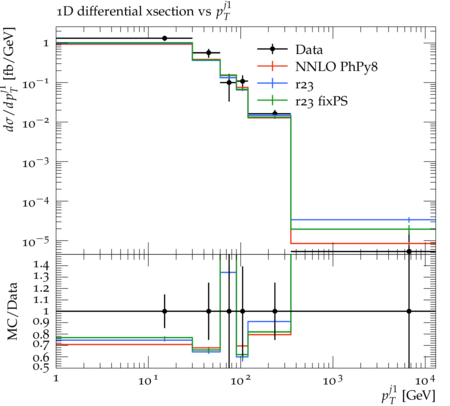 1D differential xsection vs p_T^{j1}
dσ/dp_T^{j1} [fb/GeV]
1
10^{-1}
10^{-2}
10^{-3}
10^{-4}
10^{-5}
Data
NNLO PhPy8
r23
r23 fixPS
MC/Data
1.4
1.3
1.2
1.1
1
0.9
0.8
0.7
0.6
0.5
1
10^1
10^2
10^3
10^4
p_T^{j1} [GeV]